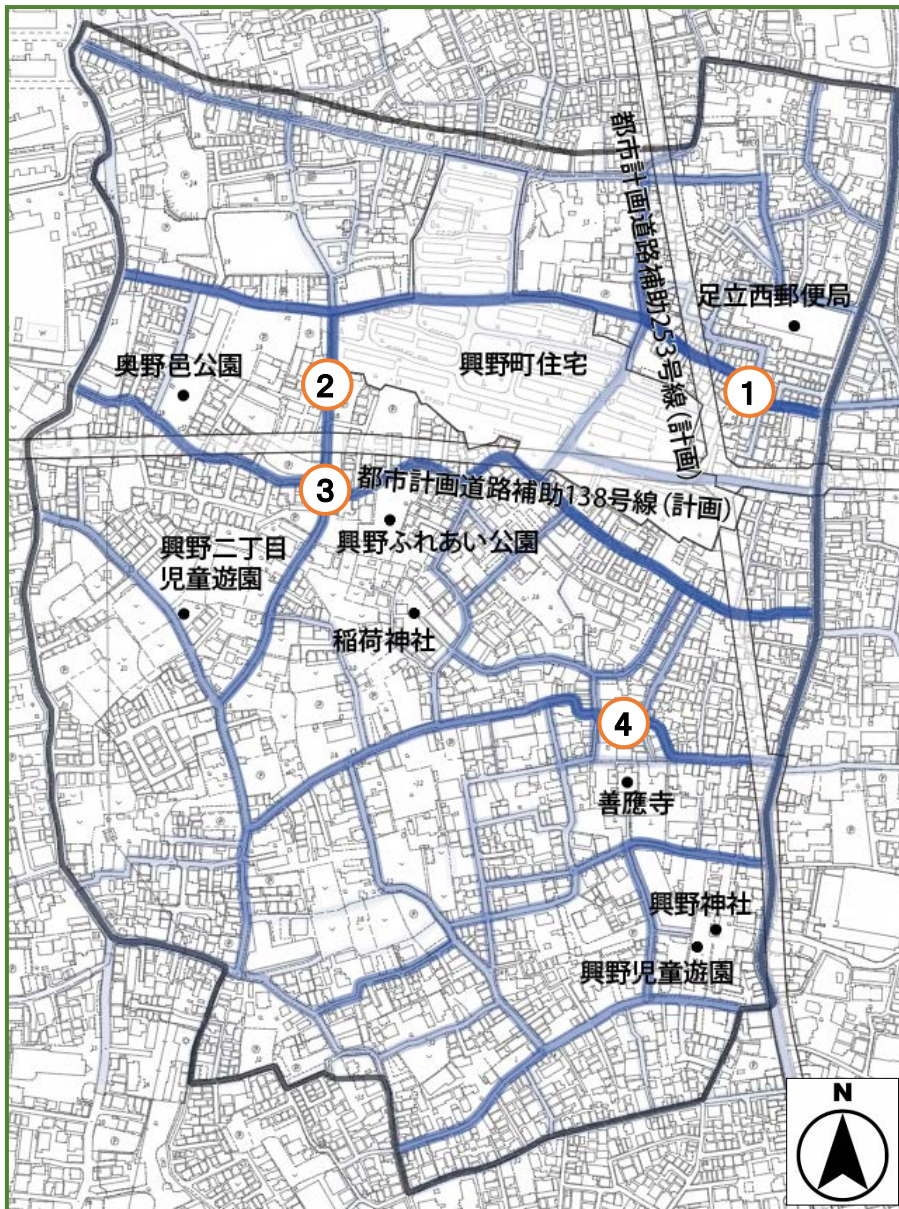 都市計画道路補助253号線(計画)
足立西郵便局
奥野邑公園
興野町住宅
①
②
③
都市計画道路補助138号線(計画)
興野ふれあい公園
興野二丁目
児童遊園
稲荷神社
④
善應寺
興野神社
興野児童遊園
N